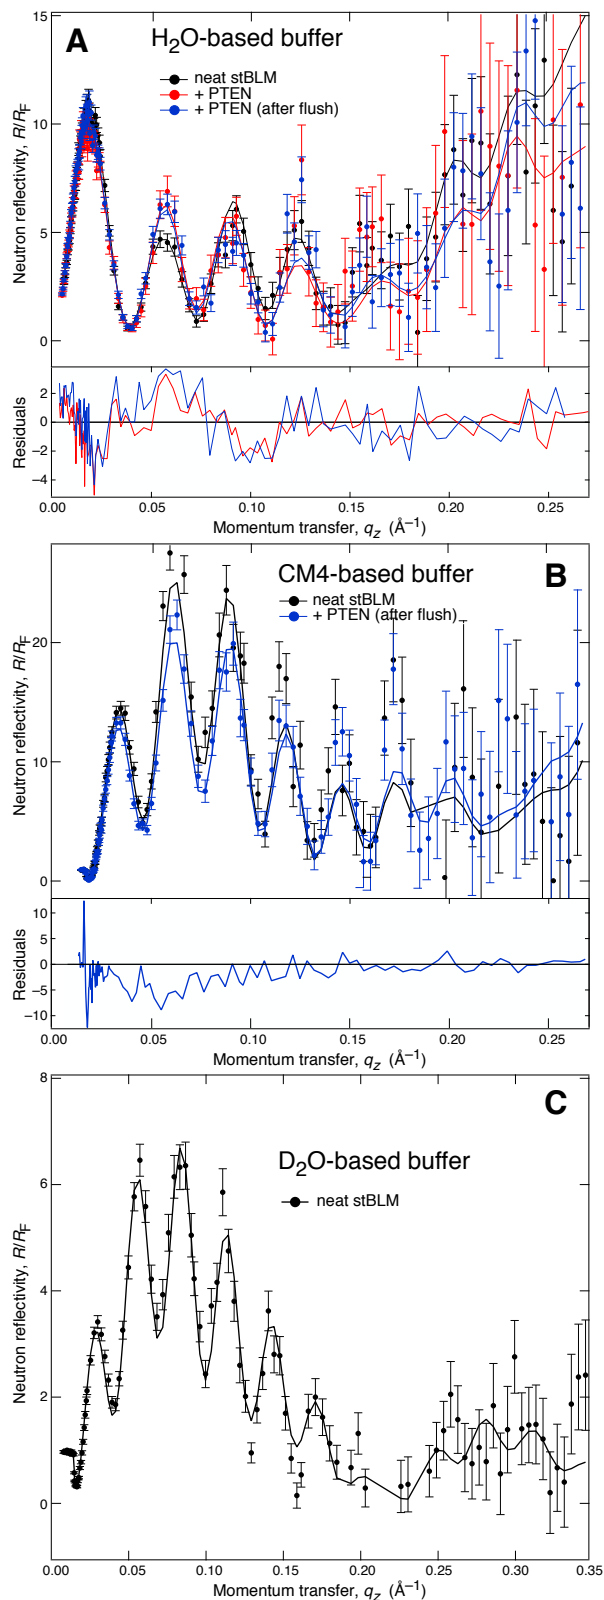 15
A
H2O-based buffer
neat stBLM
+ PTEN
+ PTEN (after flush)
10
5
0
Neutron reflectivity, R/RF
2
0
−2
−4
Residuals
0.00 0.05 0.10 0.15 0.20 0.25
Momentum transfer, qz (Å−1)
B
CM4-based buffer
neat stBLM
+ PTEN (after flush)
20
10
0
Neutron reflectivity, R/RF
10
5
0
−5
−10
Residuals
0.00 0.05 0.10 0.15 0.20 0.25
Momentum transfer, qz (Å−1)
8
C
D2O-based buffer
neat stBLM
6
4
2
0
Neutron reflectivity, R/RF
0.00 0.05 0.10 0.15 0.20 0.25 0.30 0.35
Momentum transfer, qz (Å−1)